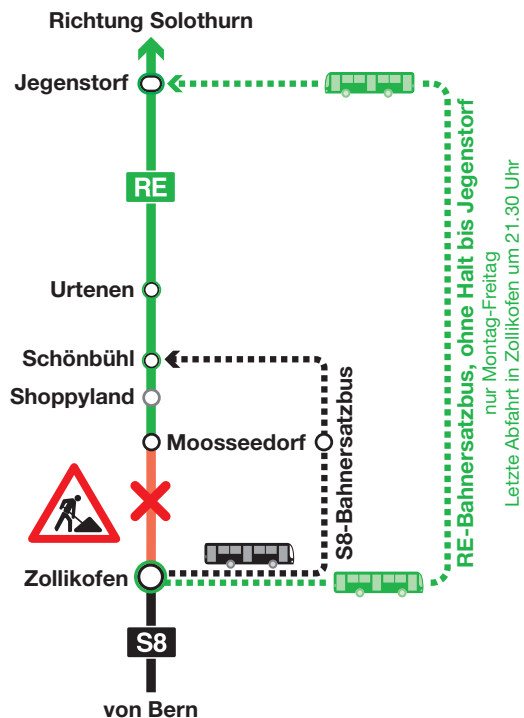 Richtung Solothurn
Jegenstorf
RE
Urtenen
Schönbühl
Shoppyland
Moosseedorf
Zollikofen
S8
von Bern
S8-Bahnersatzbus
RE-Bahnersatzbus, ohne Halt bis Jegenstorf
nur Montag-Freitag
Letzte Abfahrt in Zollikofen um 21.30 Uhr